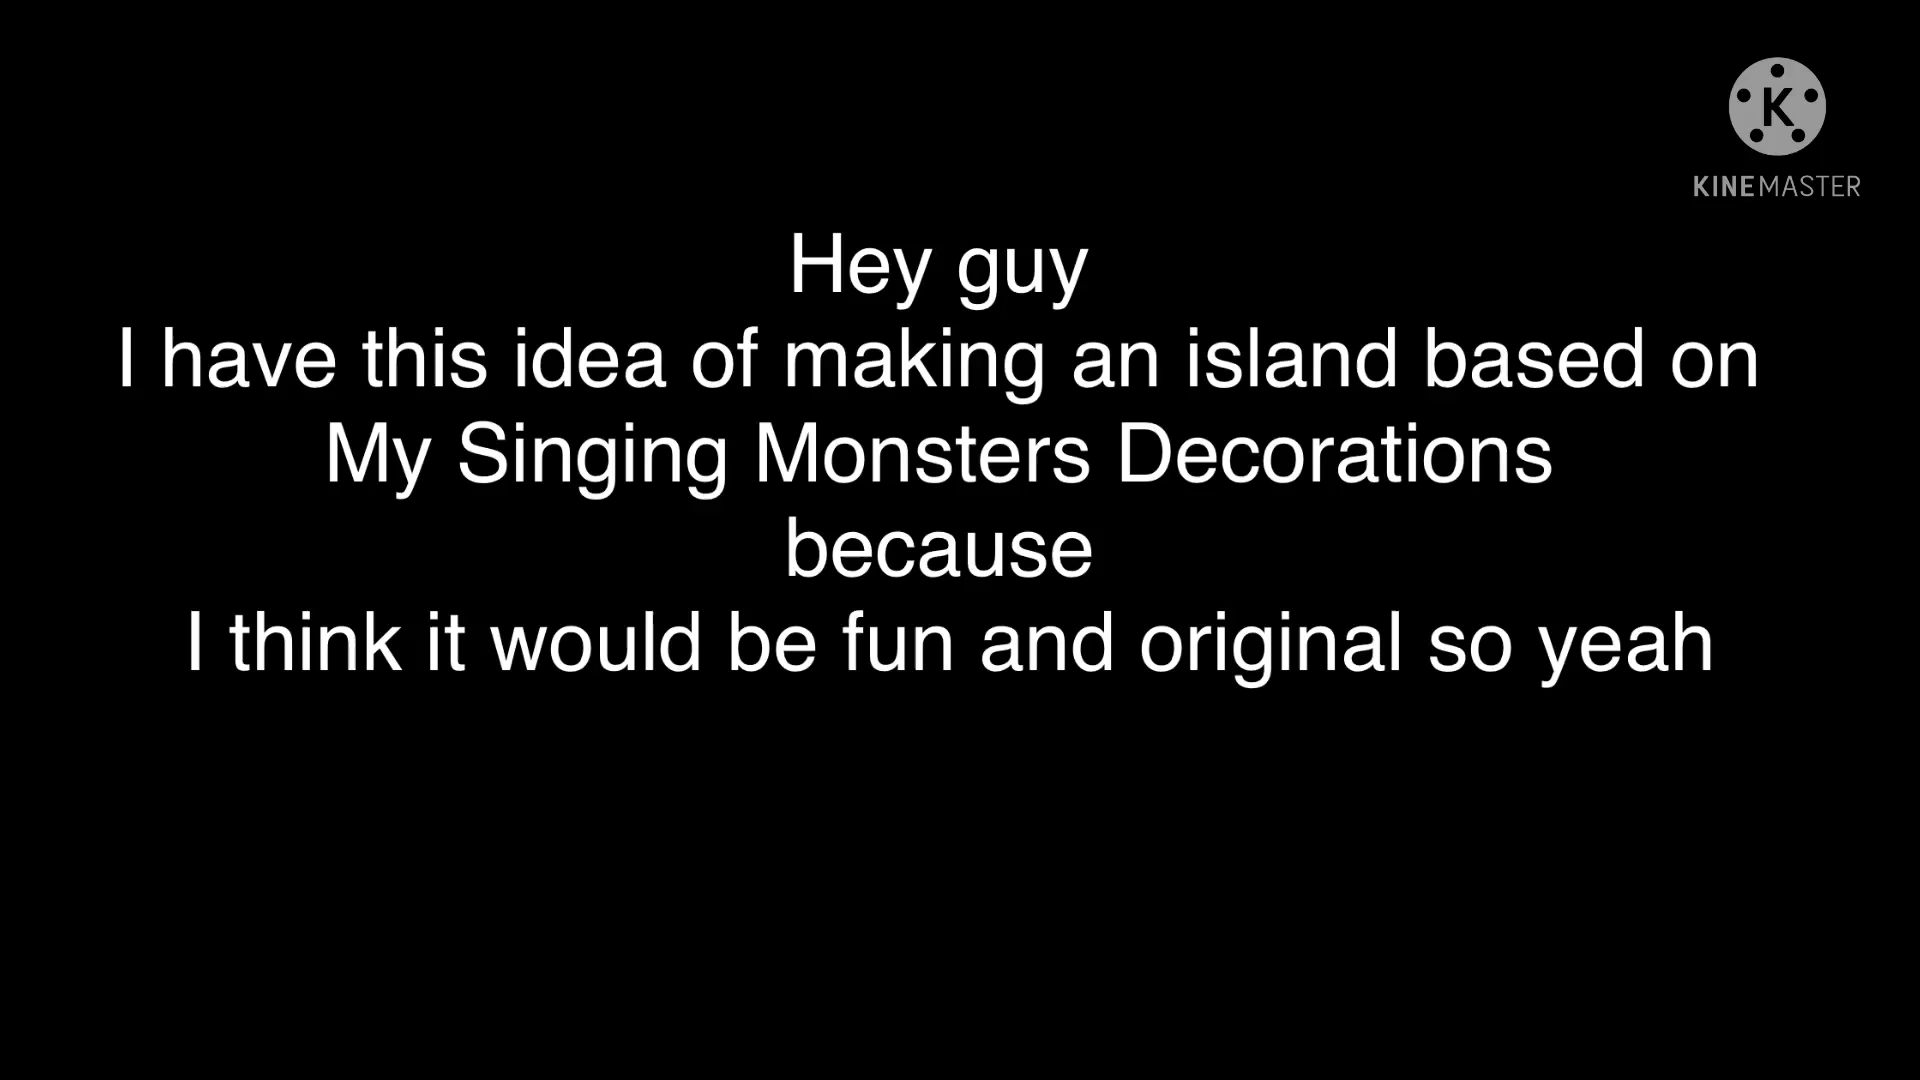 K
KINEMASTER
Hey guy
I have this idea of making an island based on
My Singing Monsters Decorations
because
I think it would be fun and original so yeah